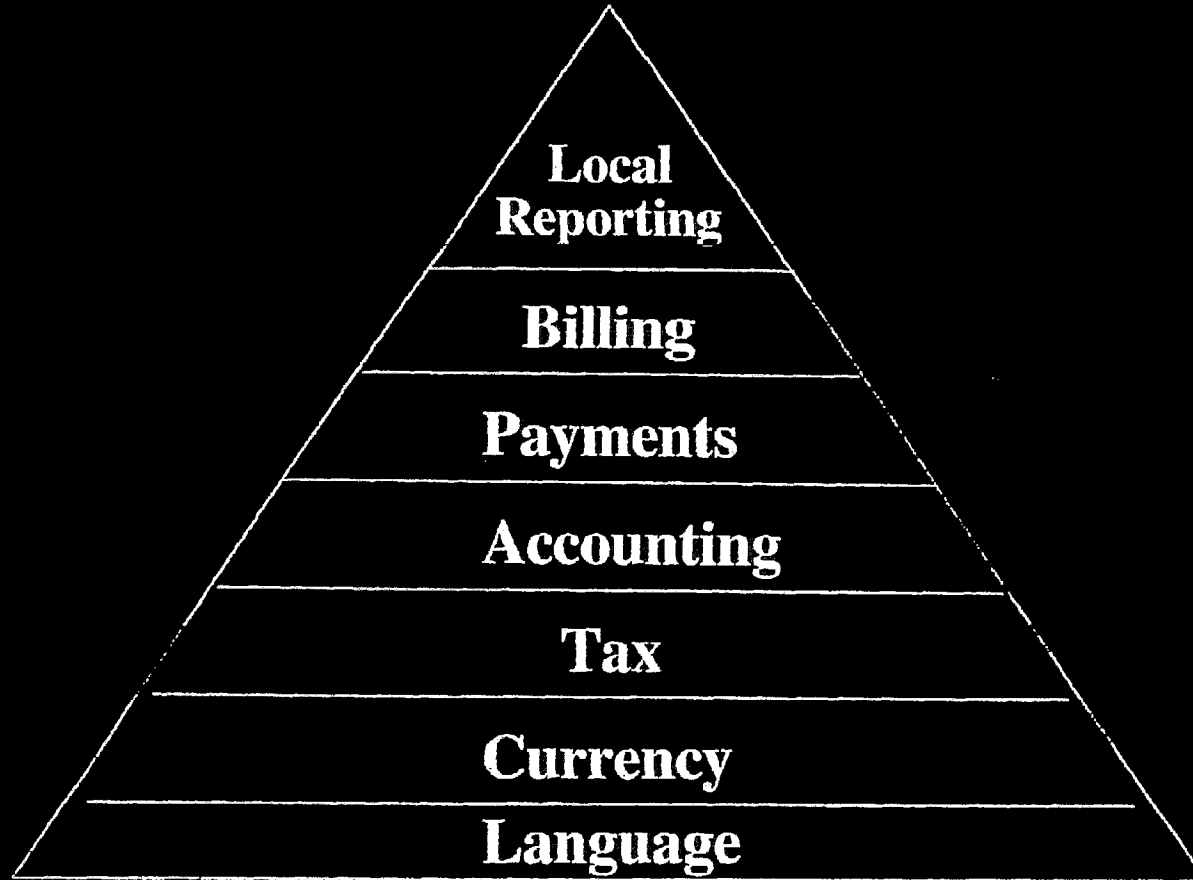 Local
Reporting
Billing
Payments
Accounting
Tax
Currency
Language